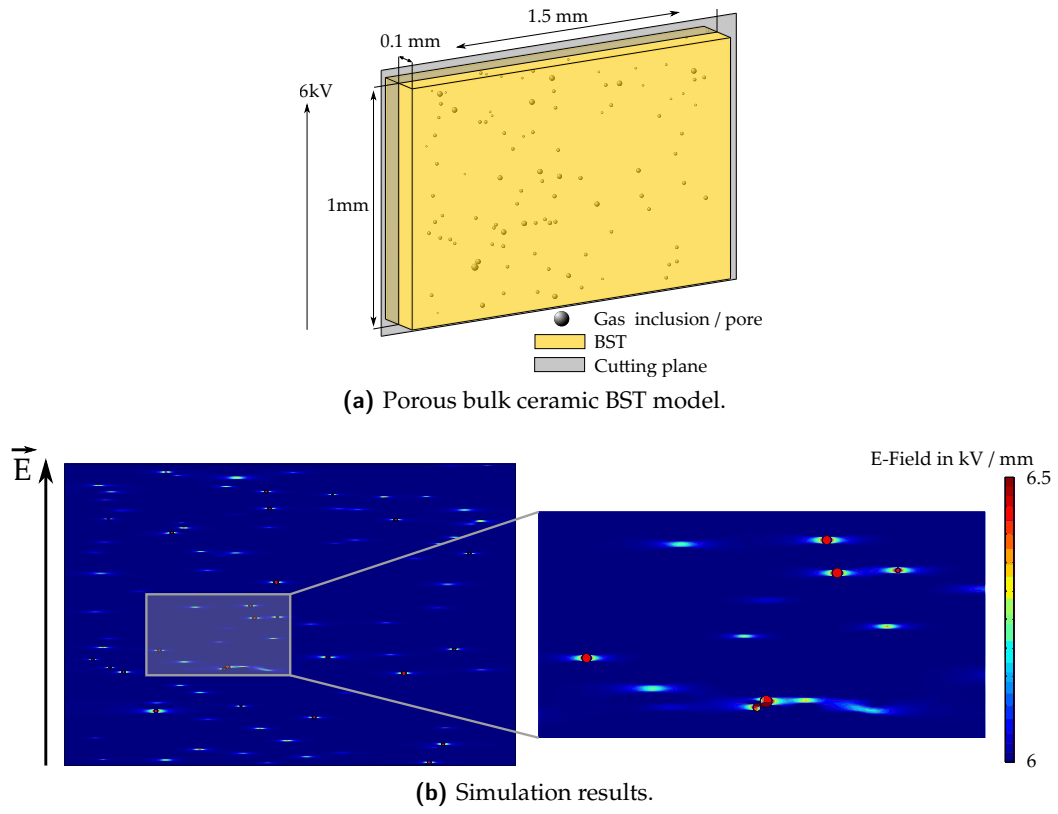 1.5 mm
0.1 mm
6kV
1mm
Gas inclusion / pore
BST
Cutting plane
(a) Porous bulk ceramic BST model.
E
E-Field in kV / mm
6.5
6
(b) Simulation results.